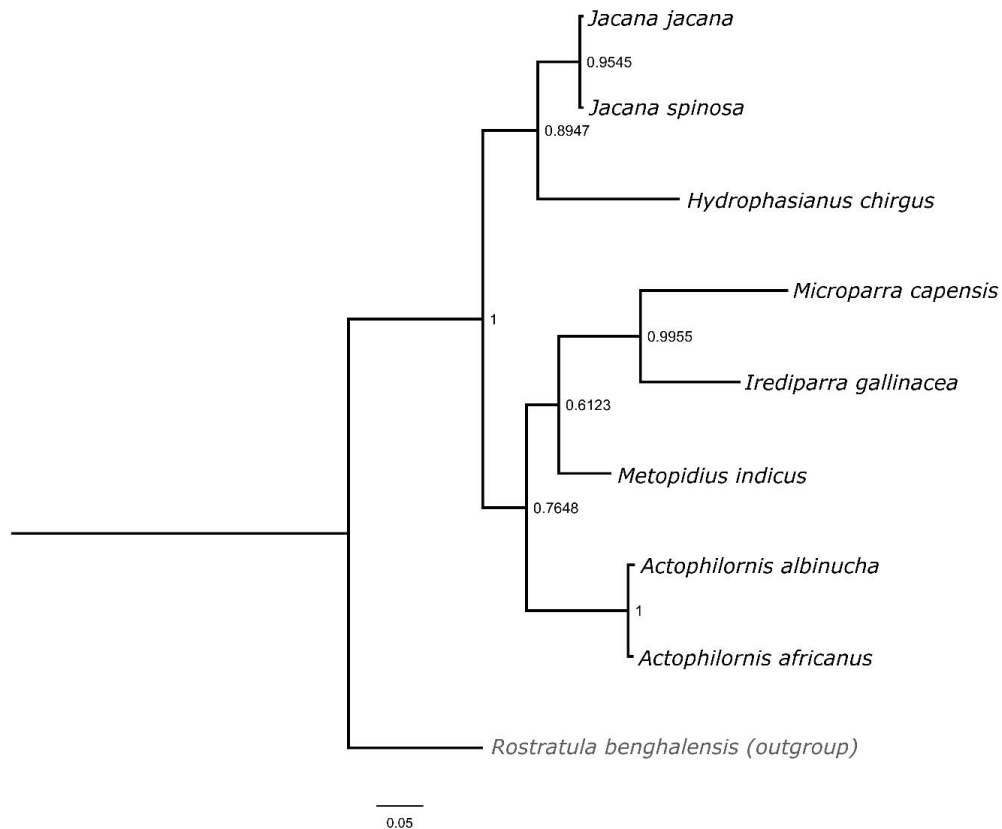 Jacana jacana
0.9545
Jacana spinosa
0.8947
Hydrophasianus chirgus
Microparra capensis
1
0.9955
Irediparra gallinacea
0.6123
Metopidius indicus
0.7648
Actophilornis albinucha
1
Actophilornis africanus
Rostratula benghalensis (outgroup)
0.05